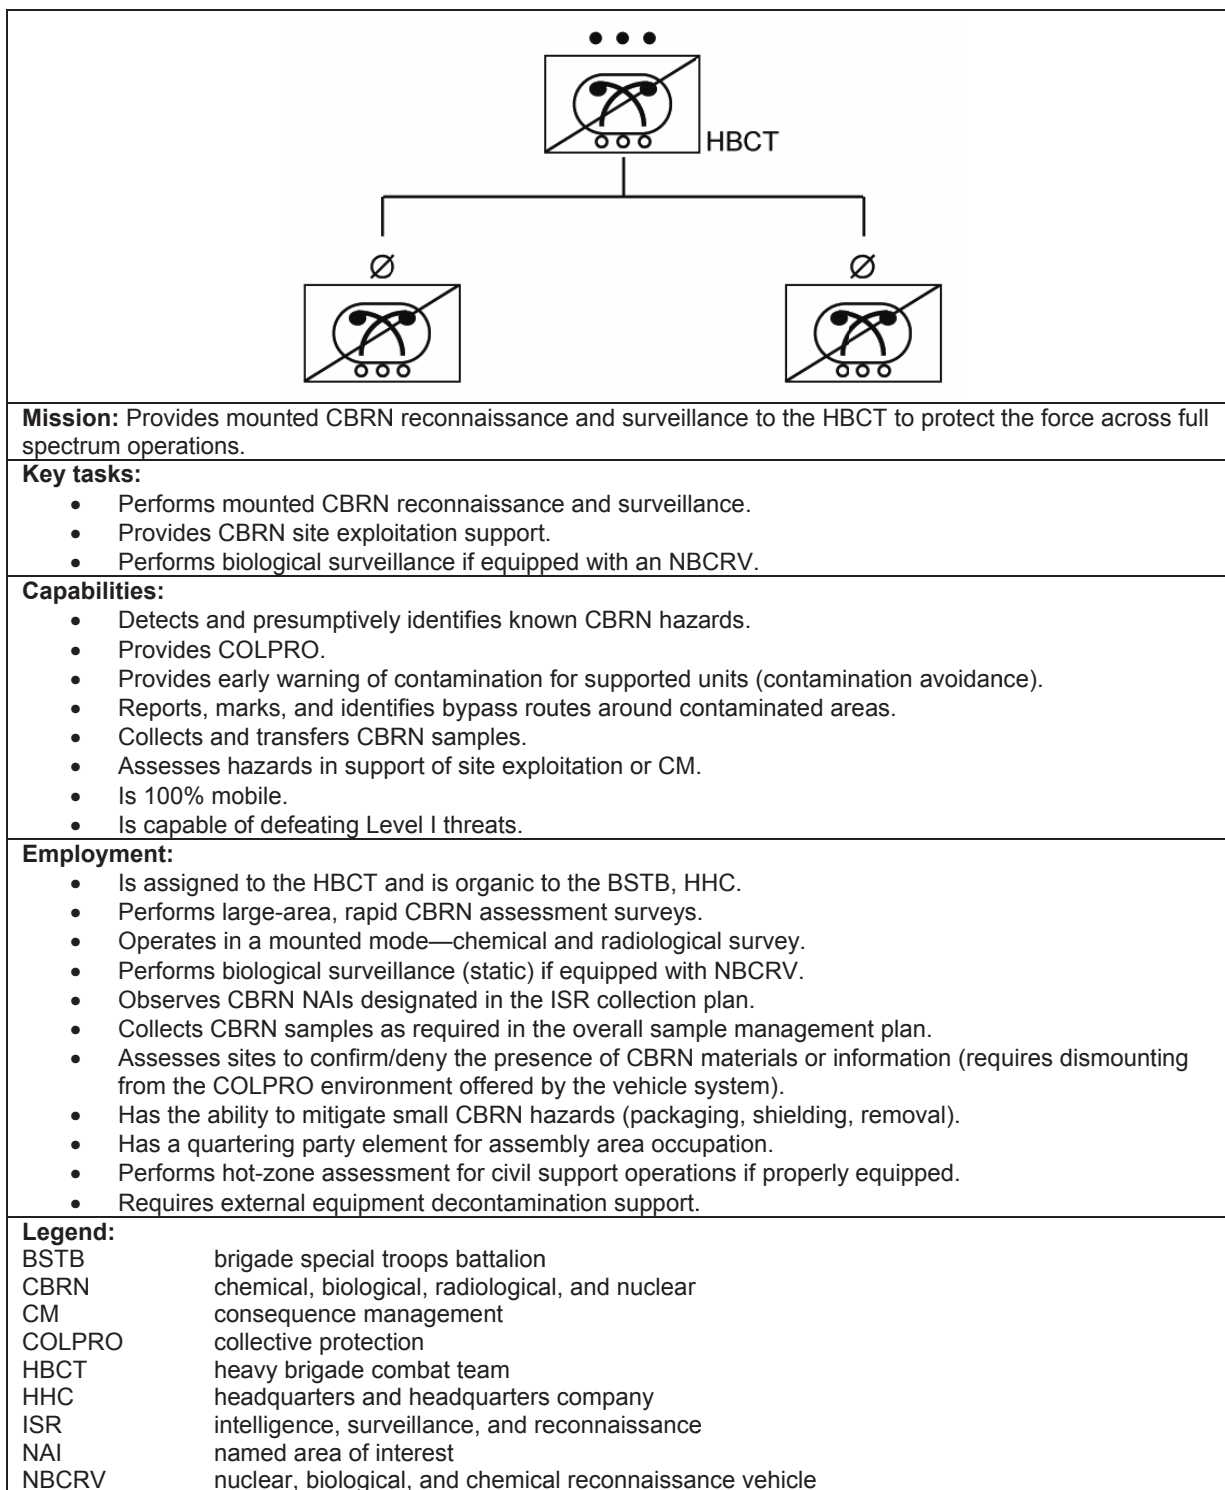 HBCT
Mission: Provides mounted CBRN reconnaissance and surveillance to the HBCT to protect the force across full
spectrum operations.
Key tasks:
• Performs mounted CBRN reconnaissance and surveillance.
• Provides CBRN site exploitation support.
• Performs biological surveillance if equipped with an NBCRV.
Capabilities:
• Detects and presumptively identifies known CBRN hazards.
• Provides COLPRO.
• Provides early warning of contamination for supported units (contamination avoidance).
• Reports, marks, and identifies bypass routes around contaminated areas.
• Collects and transfers CBRN samples.
• Assesses hazards in support of site exploitation or CM.
• Is 100% mobile.
• Is capable of defeating Level I threats.
Employment:
• Is assigned to the HBCT and is organic to the BSTB, HHC.
• Performs large-area, rapid CBRN assessment surveys.
• Operates in a mounted mode—chemical and radiological survey.
• Performs biological surveillance (static) if equipped with NBCRV.
• Observes CBRN NAIs designated in the ISR collection plan.
• Collects CBRN samples as required in the overall sample management plan.
• Assesses sites to confirm/deny the presence of CBRN materials or information (requires dismounting
from the COLPRO environment offered by the vehicle system).
• Has the ability to mitigate small CBRN hazards (packaging, shielding, removal).
• Has a quartering party element for assembly area occupation.
• Performs hot-zone assessment for civil support operations if properly equipped.
• Requires external equipment decontamination support.
Legend:
BSTB brigade special troops battalion
CBRN chemical, biological, radiological, and nuclear
CM consequence management
COLPRO collective protection
HBCT heavy brigade combat team
HHC headquarters and headquarters company
ISR intelligence, surveillance, and reconnaissance
NAI named area of interest
NBCRV nuclear, biological, and chemical reconnaissance vehicle